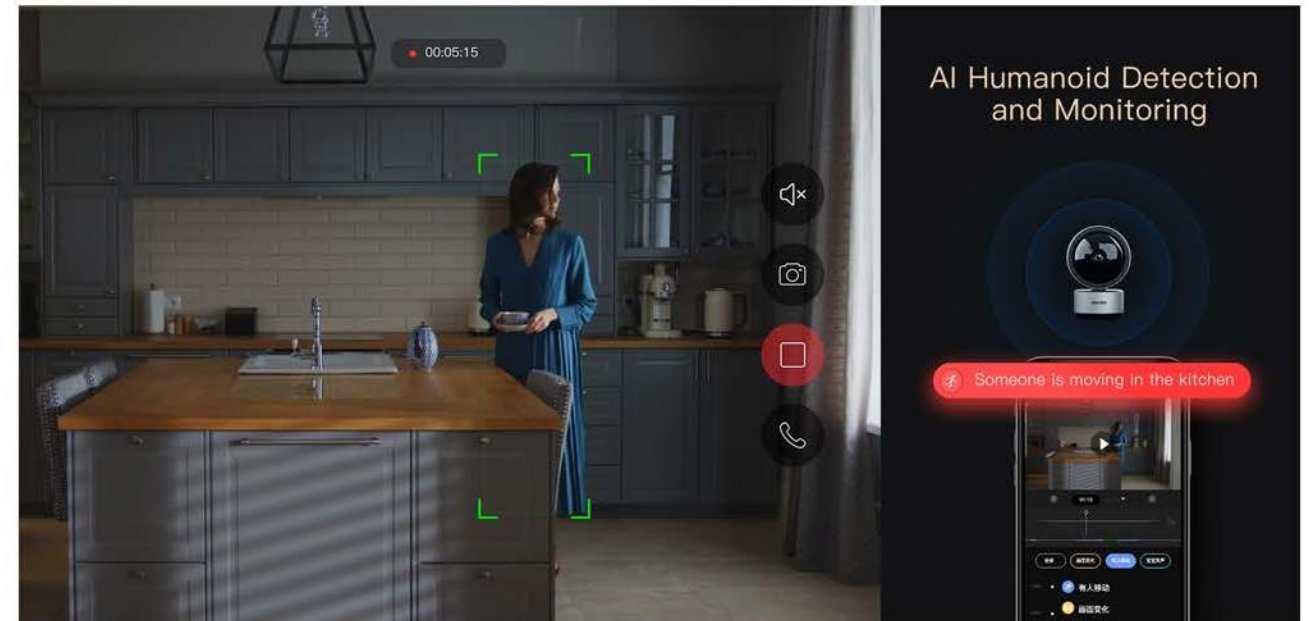 00:05:15
AI Humanoid Detection
and Monitoring
Someone is moving in the kitchen
有人移动
画面变化